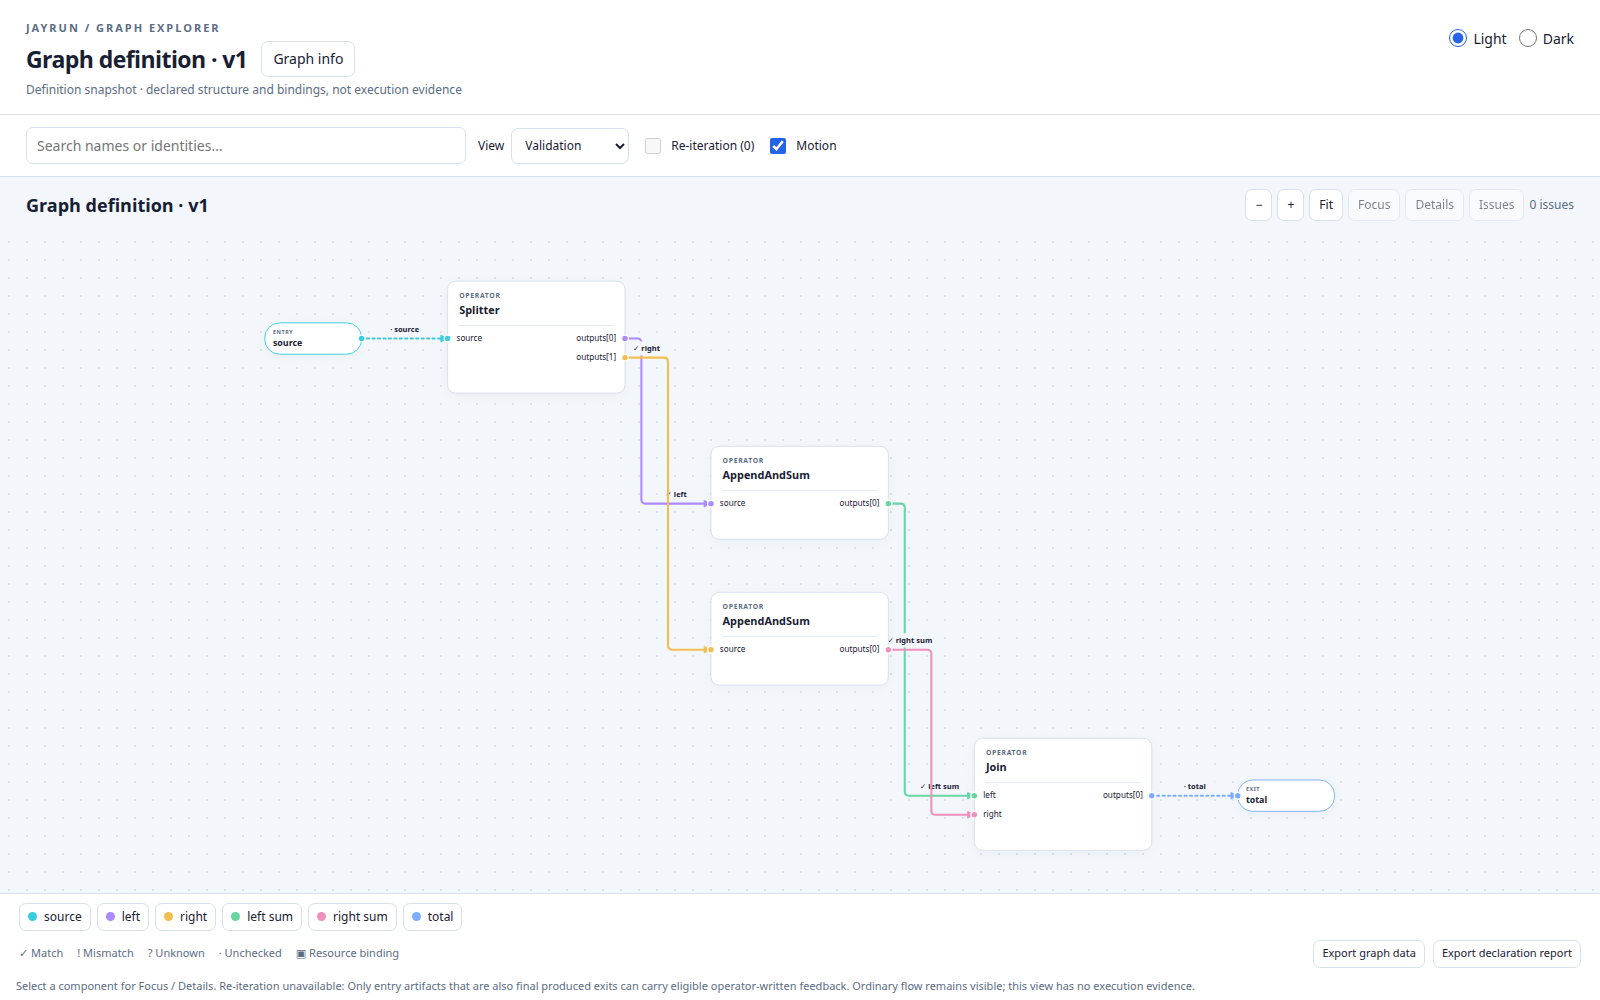 JAYRUN / GRAPH EXPLORER
Graph definition · v1
Graph info
Light
Dark
Definition snapshot · declared structure and bindings, not execution evidence
Search names or identities...
View
Validation
Re-iteration (0)
Motion
Graph definition · v1
−
+
Fit
Focus
Details
Issues
0 issues
ENTRY
source
· source
OPERATOR
Splitter
source
outputs[0]
outputs[1]
✓ right
OPERATOR
AppendAndSum
✓ left
source
outputs[0]
OPERATOR
AppendAndSum
source
outputs[0]
✓ right sum
OPERATOR
Join
✓ left sum
left
right
outputs[0]
· total
EXIT
total
source
left
right
left sum
right sum
total
✓ Match
! Mismatch
? Unknown
· Unchecked
▣ Resource binding
Export graph data
Export declaration report
Select a component for Focus / Details. Re-iteration unavailable: Only entry artifacts that are also final produced exits can carry eligible operator-written feedback. Ordinary flow remains visible; this view has no execution evidence.